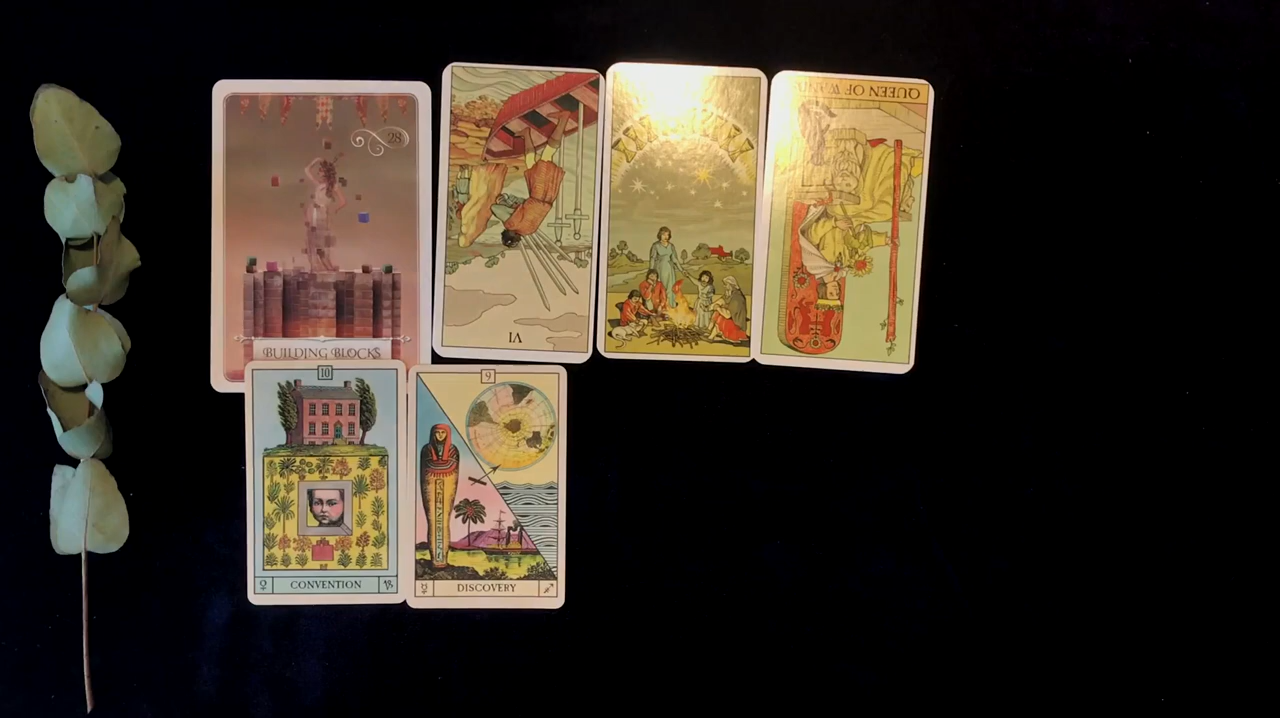 28
BUILDING BLOCKS
VI
QUEEN OF WANDS
10
CONVENTION
9
DISCOVERY